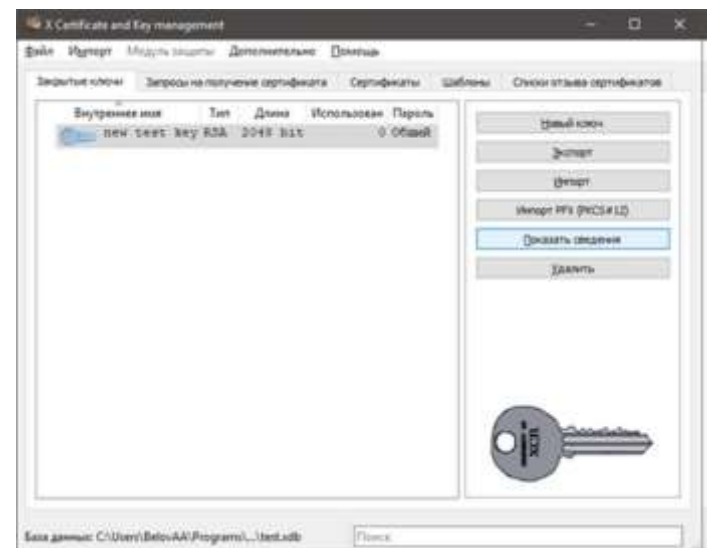 X Certificate and Key management
Файл Импорт Модуль защиты Дополнительно Помощь
Закрытые ключи Запросы на получение сертификата Сертификаты Шаблоны Списки отзыва сертификатов
Внутреннее имя Тип Длина Использован Пароль
new test key RSA 2048 bit 0 Общий
Новый ключ
Экспорт
Импорт
Импорт PFX (PKCS#12)
Показать сведения
Удалить
XCA
База данных: C:\Users\BelovAA\Programs\...\test.xdb
Поиск